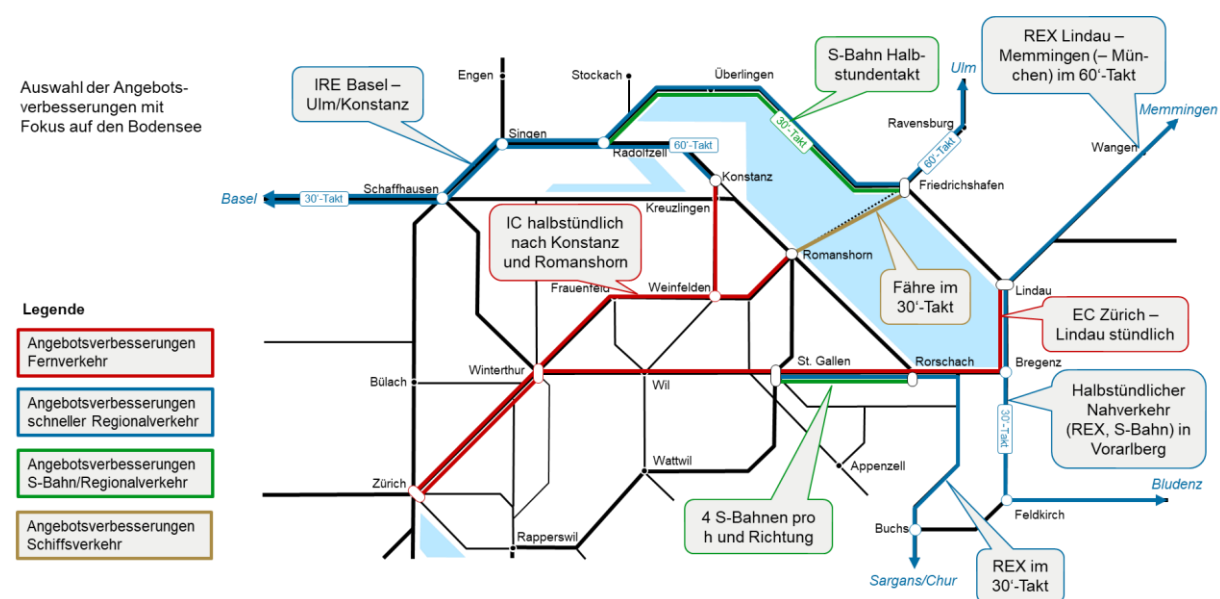 Auswahl der Angebots-
verbesserungen mit
Fokus auf den Bodensee
IRE Basel –
Ulm/Konstanz
Engen
Stockach
Überlingen
S-Bahn Halb-
stundentakt
Ulm
REX Lindau –
Memmingen (– Mün-
chen) im 60‘-Takt
Memmingen
Ravensburg
Wangen
Singen
30‘-Takt
Radolfzell
60‘-Takt
60‘-Takt
Konstanz
Friedrichshafen
Schaffhausen
Basel
30‘-Takt
Kreuzlingen
IC halbstündlich
nach Konstanz
und Romanshorn
Romanshorn
Frauenfeld
Weinfelden
Fähre im
30‘-Takt
Lindau
EC Zürich –
Lindau stündlich
Legende
Angebotsverbesserungen
Fernverkehr
Angebotsverbesserungen
schneller Regionalverkehr
Angebotsverbesserungen
S-Bahn/Regionalverkehr
Angebotsverbesserungen
Schiffsverkehr
Winterthur
St. Gallen
Rorschach
Bregenz
Bülach
Wil
Halbstündlicher
Nahverkehr
(REX, S-Bahn) in
Vorarlberg
30‘-Takt
Wattwil
Appenzell
Zürich
Bludenz
4 S-Bahnen pro
h und Richtung
Feldkirch
Buchs
Rapperswil
REX im
30‘-Takt
Sargans/Chur